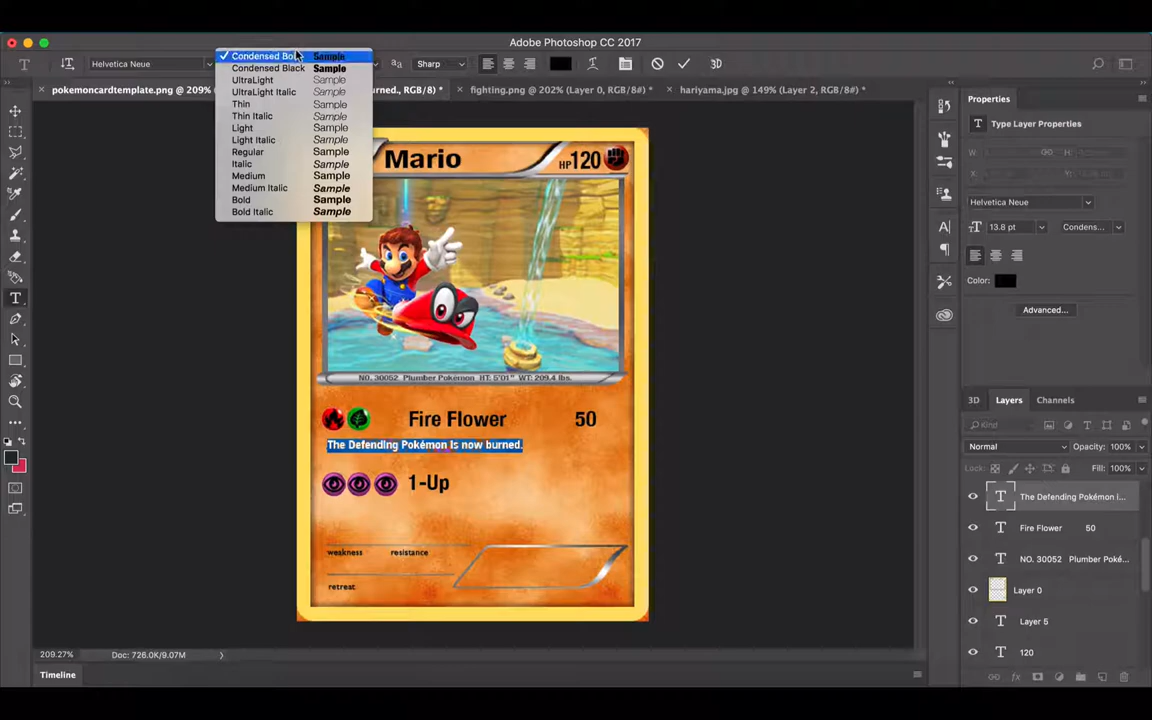 Adobe Photoshop CC 2017
Helvetica Neue
Sharp
3D
Condensed Bold Sample
Condensed Black Sample
UltraLight Sample
UltraLight Italic Sample
Thin Sample
Thin Italic Sample
Light Sample
Light Italic Sample
Regular Sample
Italic Sample
Medium Sample
Medium Italic Sample
Bold Sample
Bold Italic Sample
pokemoncardtemplate.png @ 209% urned., RGB/8) *
fighting.png @ 202% (Layer 0, RGB/8#) *
hariyama.jpg @ 149% (Layer 2, RGB/8#) *
Mario
HP120
NO. 30052 Plumber Pokémon HT: 5'01" WT: 209.4 lbs.
Fire Flower 50
The Defending Pokémon is now burned.
1-Up
weakness resistance
retreat
209.27% Doc: 726.0K/9.07M
Timeline
Properties
Type Layer Properties
W:
H:
X:
Y:
Helvetica Neue
13.8 pt
Condens...
Color:
Advanced...
3D Layers Channels
Kind
Normal Opacity: 100%
Lock: Fill: 100%
The Defending Pokémon i...
Fire Flower 50
NO. 30052 Plumber Poké...
Layer 0
Layer 5
120